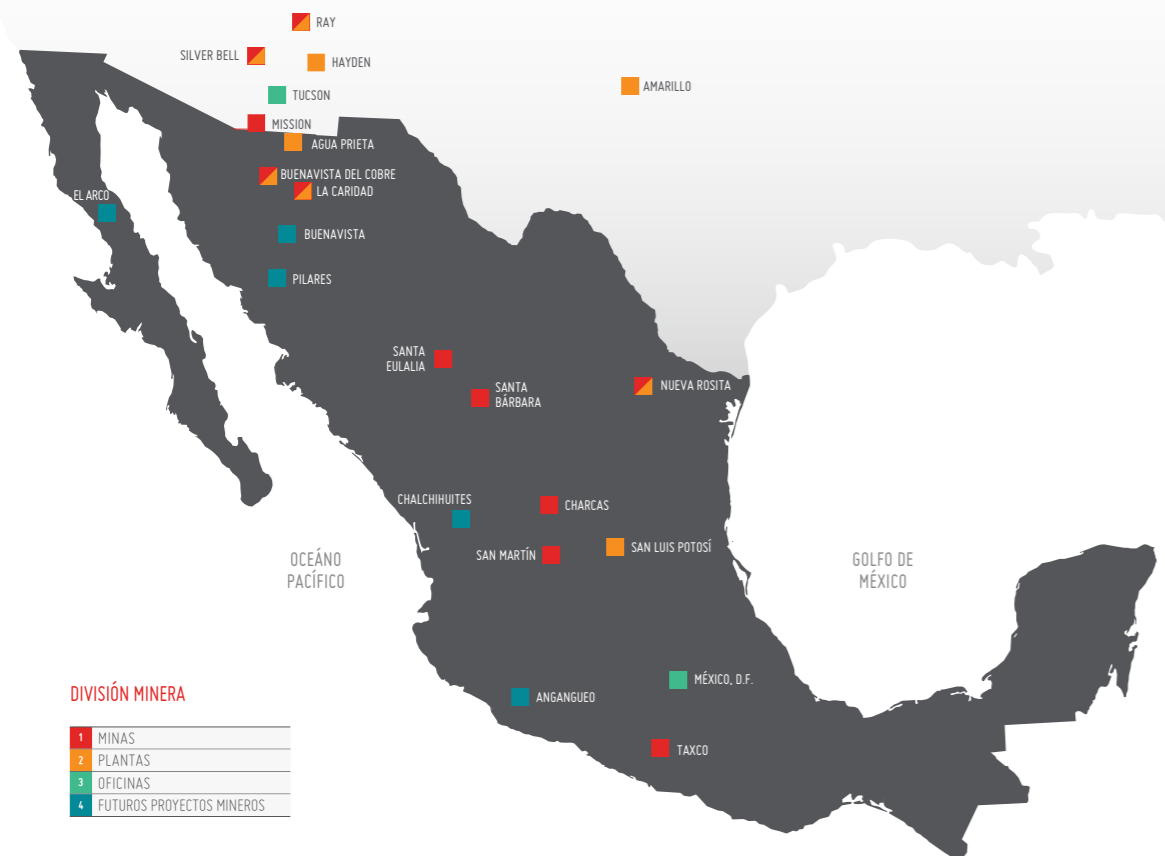 RAY
SILVER BELL
HAYDEN
AMARILLO
TUCSON
MISSION
AGUA PRIETA
BUENAVISTA DEL COBRE
LA CARIDAD
EL ARCO
BUENAVISTA
PILARES
SANTA
EULALIA
SANTA
BÁRBARA
NUEVA ROSITA
CHALCHIHUITES
CHARCAS
SAN MARTÍN
SAN LUIS POTOSÍ
OCEÁNO
PACÍFICO
GOLFO DE
MÉXICO
MÉXICO, D.F.
ANGANGUEO
TAXCO
DIVISIÓN MINERA
1 MINAS
2 PLANTAS
3 OFICINAS
4 FUTUROS PROYECTOS MINEROS